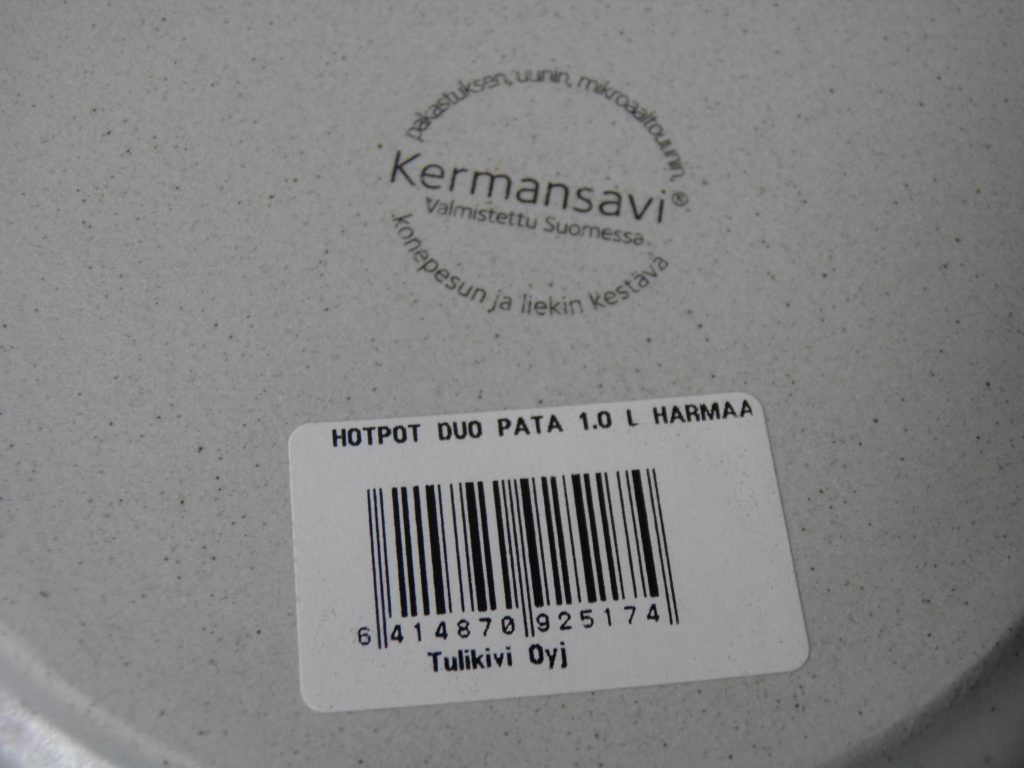 pakastuksen, uunin, mikroaaltouunin,
Kermansavi®
Valmistettu Suomessa
konepesun ja liekin kestävä
HOTPOT DUO PATA 1.0 L HARMAA
6 414870 925174
Tulikivi Oyj